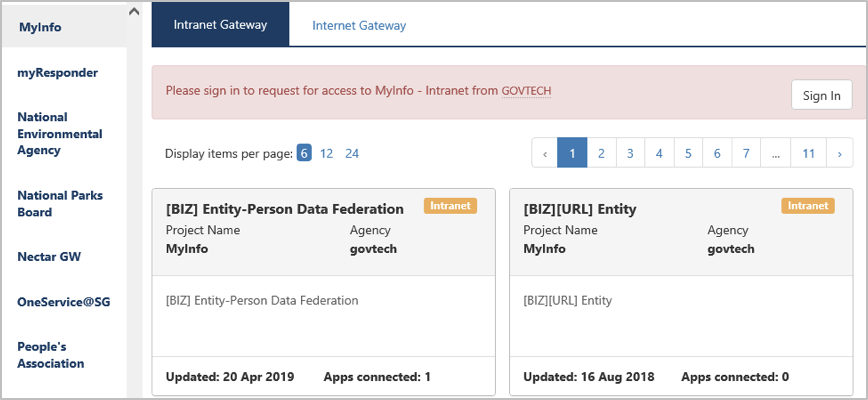 MyInfo
myResponder
National
Environmental
Agency
National Parks
Board
Nectar GW
OneService@SG
People's
Association
Intranet Gateway
Internet Gateway
Please sign in to request for access to MyInfo - Intranet from GOVTECH
Sign In
Display items per page: 6 12 24
‹ 1 2 3 4 5 6 7 ... 11 ›
[BIZ] Entity-Person Data Federation
Intranet
Project Name
Agency
MyInfo
govtech
[BIZ] Entity-Person Data Federation
Updated: 20 Apr 2019
Apps connected: 1
[BIZ][URL] Entity
Intranet
Project Name
Agency
MyInfo
govtech
[BIZ][URL] Entity
Updated: 16 Aug 2018
Apps connected: 0